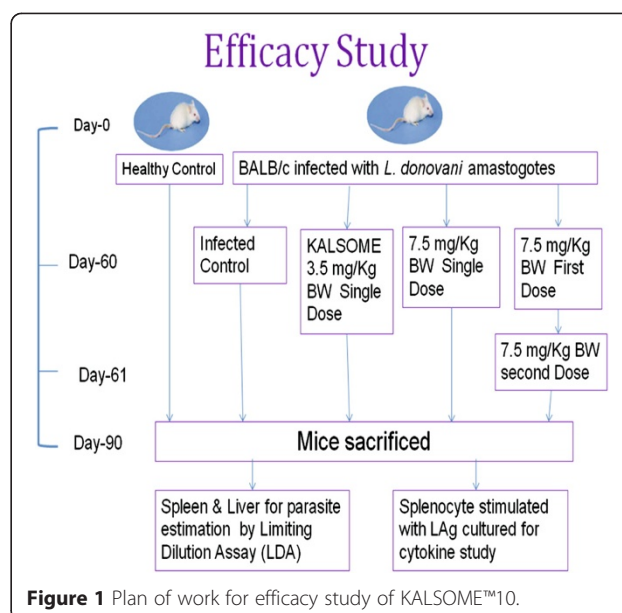 Efficacy Study
Day-0
Healthy Control
BALB/c infected with L. donovani amastogotes
Infected
Control
KALSOME
3.5 mg/Kg
BW Single
Dose
7.5 mg/Kg
BW Single
Dose
7.5 mg/Kg
BW First
Dose
Day-60
7.5 mg/Kg BW
second Dose
Day-61
Mice sacrificed
Day-90
Spleen & Liver for parasite
estimation by Limiting
Dilution Assay (LDA)
Splenocyte stimulated
with LAg cultured for
cytokine study
Figure 1 Plan of work for efficacy study of KALSOME™10.